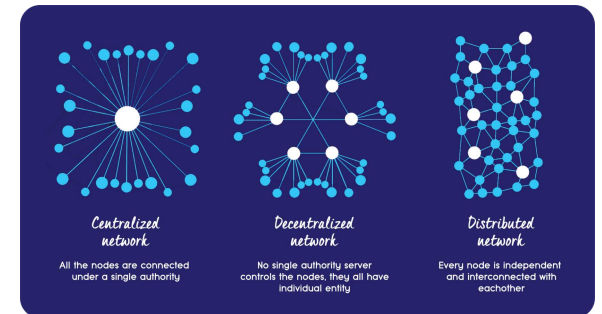 Centralized
network
All the nodes are connected
under a single authority
Decentralized
network
No single authority server
controls the nodes, they all have
individual entity
Distributed
network
Every node is independent
and interconnected with
eachother